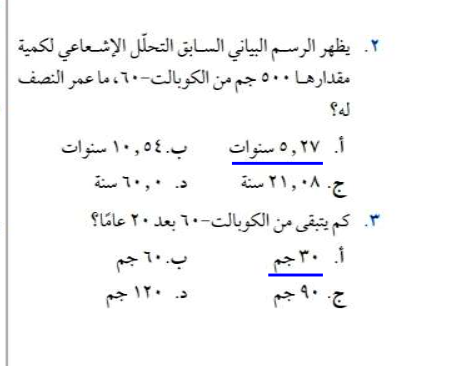 ٢. يظهر الرسم البياني السابق التحلّل الإشعاعي لكمية
مقدارها ٥٠٠ جم من الكوبالت-٦٠، ما عمر النصف
له؟
أ. ٥,٢٧ سنوات ب. ١٠,٥٤ سنوات
ج. ٢١,٠٨ سنة د. ٦٠,٠ سنة
٣. كم يتبقى من الكوبالت-٦٠ بعد ٢٠ عامًا؟
أ. ٣٠ جم ب. ٦٠ جم
ج. ٩٠ جم د. ١٢٠ جم